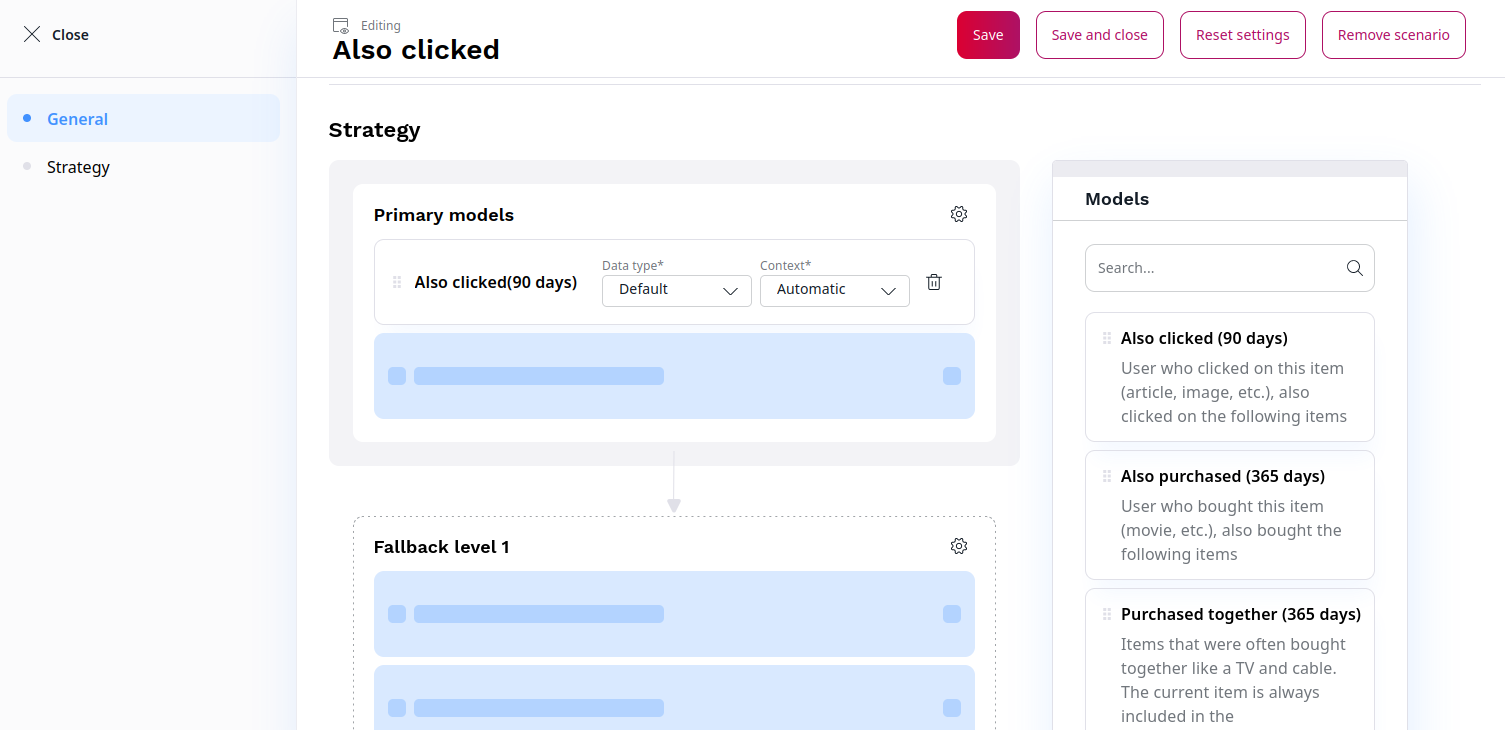 Close
General
Strategy
Editing
Also clicked
Save
Save and close
Reset settings
Remove scenario
Strategy
Primary models
Also clicked(90 days)
Data type*
Default
Context*
Automatic
Fallback level 1
Models
Search...
Also clicked (90 days)
User who clicked on this item
(article, image, etc.), also
clicked on the following items
Also purchased (365 days)
User who bought this item
(movie, etc.), also bought the
following items
Purchased together (365 days)
Items that were often bought
together like a TV and cable.
The current item is always
included in the